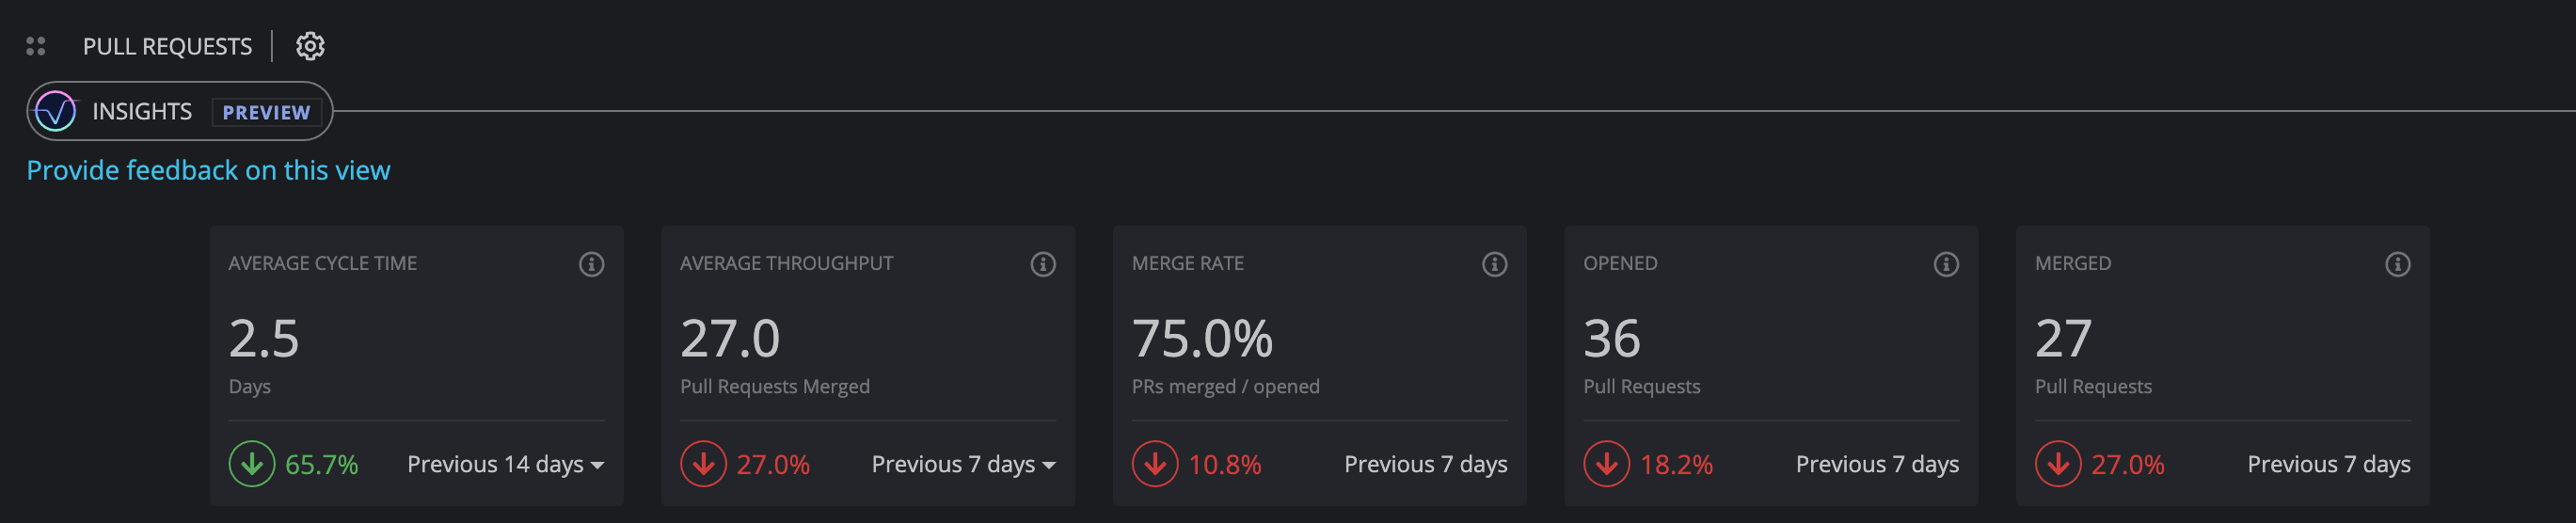 PULL REQUESTS
INSIGHTS PREVIEW
Provide feedback on this view
AVERAGE CYCLE TIME
2.5
Days
65.7% Previous 14 days
AVERAGE THROUGHPUT
27.0
Pull Requests Merged
27.0% Previous 7 days
MERGE RATE
75.0%
PRs merged / opened
10.8% Previous 7 days
OPENED
36
Pull Requests
18.2% Previous 7 days
MERGED
27
Pull Requests
27.0% Previous 7 days